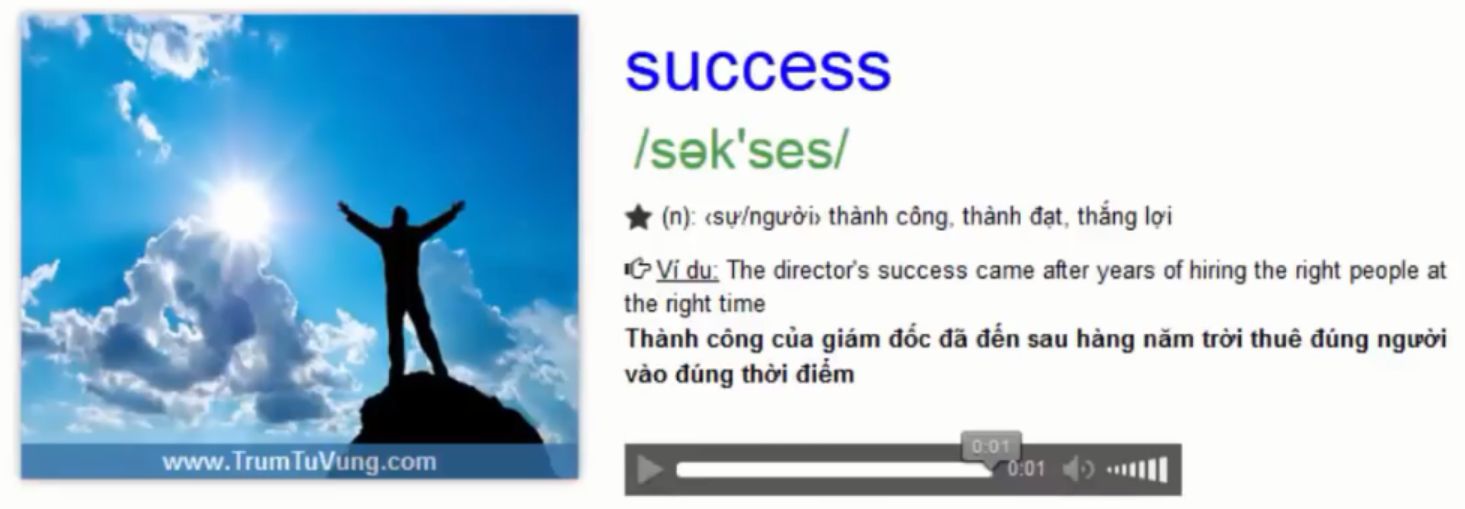 success
/sək'ses/
★ (n): ‹sự/người› thành công, thành đạt, thắng lợi
Ví du: The director's success came after years of hiring the right people at
the right time
Thành công của giám đốc đã đến sau hàng năm trời thuê đúng người
vào đúng thời điểm
www.TrumTuVung.com
0:01
0:01